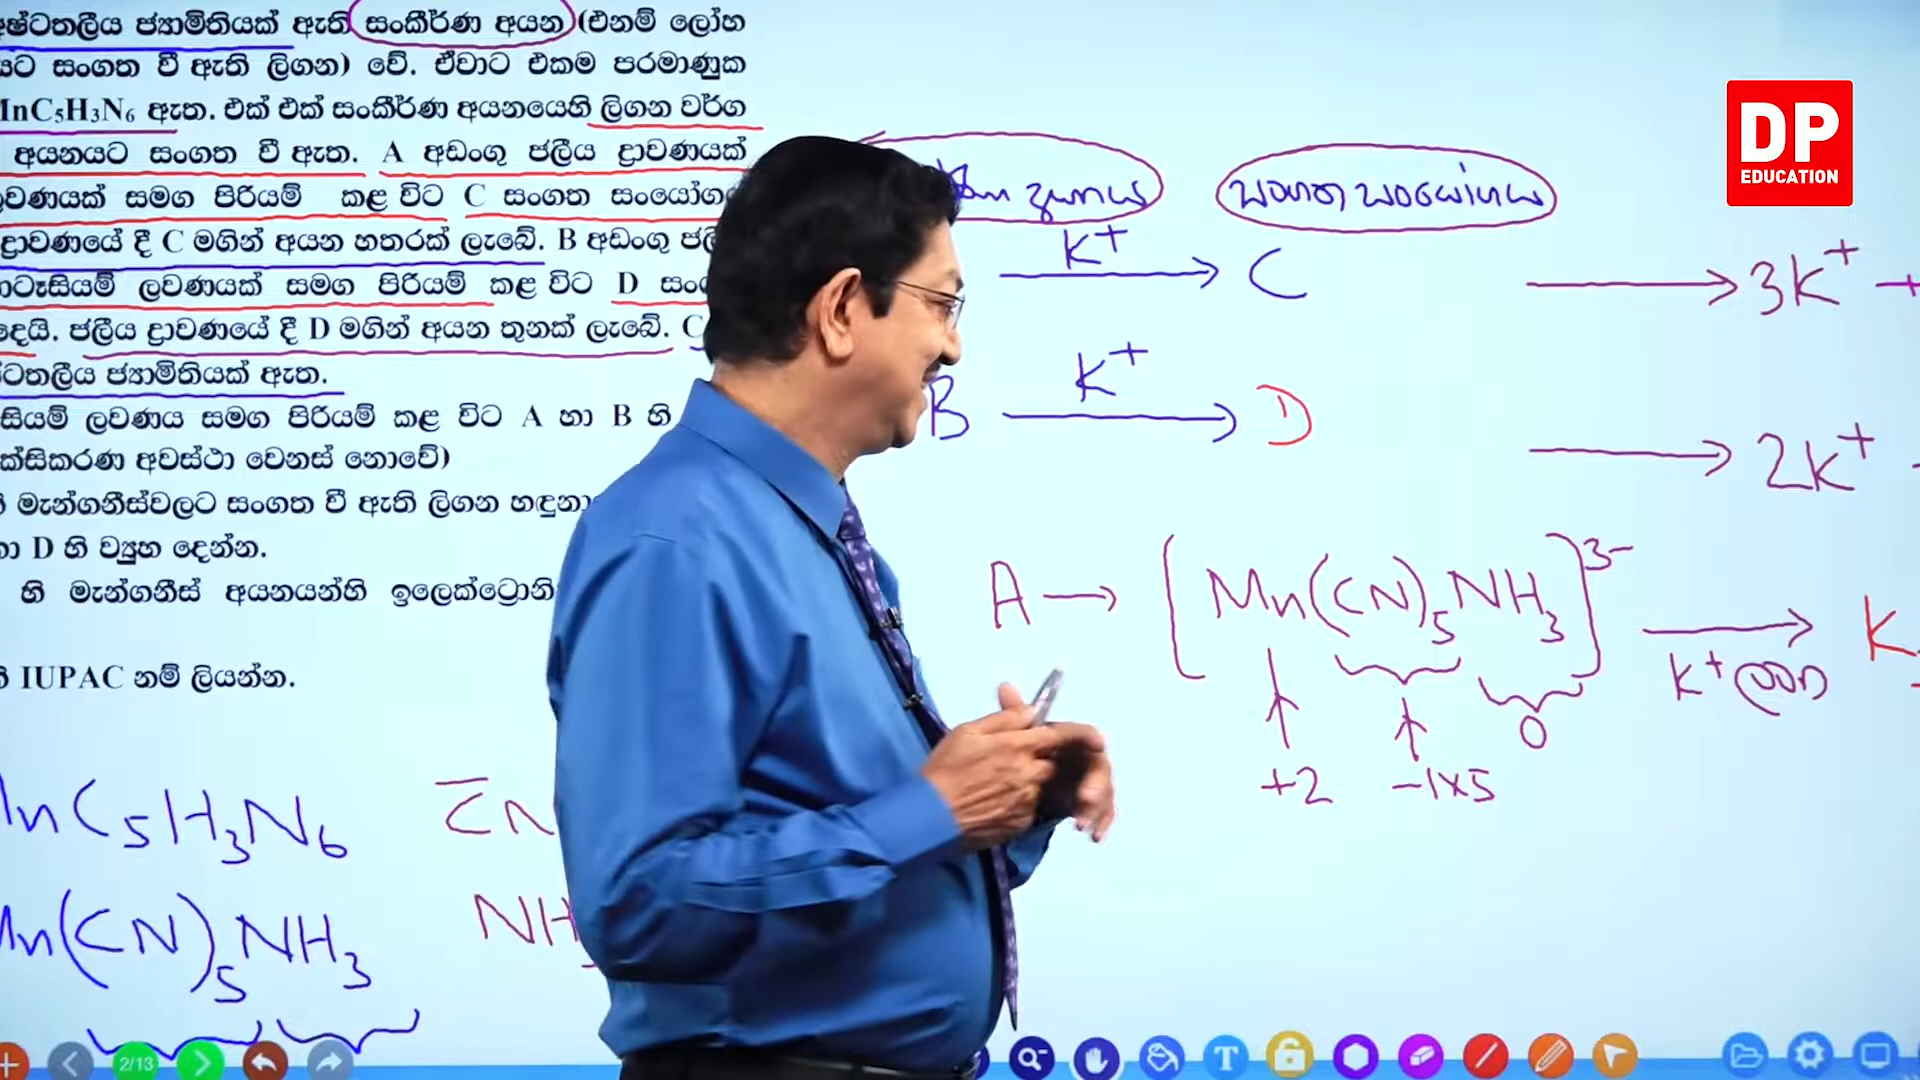 ෂ්ටතලීය ජ්‍යාමිතියක් ඇති සංකීර්ණ අයන (එනම් ලෝහ
යට සංගත වී ඇති ලිගන) වේ. ඒවාට එකම පරමාණුක
MnC₅H₃N₆ ඇත. එක් එක් සංකීර්ණ අයනයෙහි ලිගන වර්ග
අයනයට සංගත වී ඇත. A අඩංගු ජලීය ද්‍රාවණයක්
වණයක් සමග පිරියම් කළ විට C සංගත සංයෝග
ද්‍රාවණයේ දී C මගින් අයන හතරක් ලැබේ. B අඩංගු ජලී
ටෑසියම් ලවණයක් සමග පිරියම් කළ විට D සං
දෙයි. ජලීය ද්‍රාවණයේ දී D මගින් අයන තුනක් ලැබේ. C
ටතලීය ජ්‍යාමිතියක් ඇත.
සියම් ලවණය සමග පිරියම් කළ විට A හා B හි
ක්සිකරණ අවස්ථා වෙනස් නොවේ)
මැන්ගනීස්වලට සංගත වී ඇති ලිගන හඳුනා
D හි ව්‍යුහ දෙන්න.
හි මැන්ගනීස් අයනයන්හි ඉලෙක්ට්‍රොනි
IUPAC නම් ලියන්න.
MnC₅H₃N₆ C̅N
Mn(CN)₅NH₃ NH
සංගත සංයෝගය
K⁺ → C → 3K⁺ +
B K⁺ → D → 2K⁺
A → [Mn(CN)₅NH₃]³⁻ → K
K⁺
+2 -1x5 0
DP
EDUCATION
2/13
T